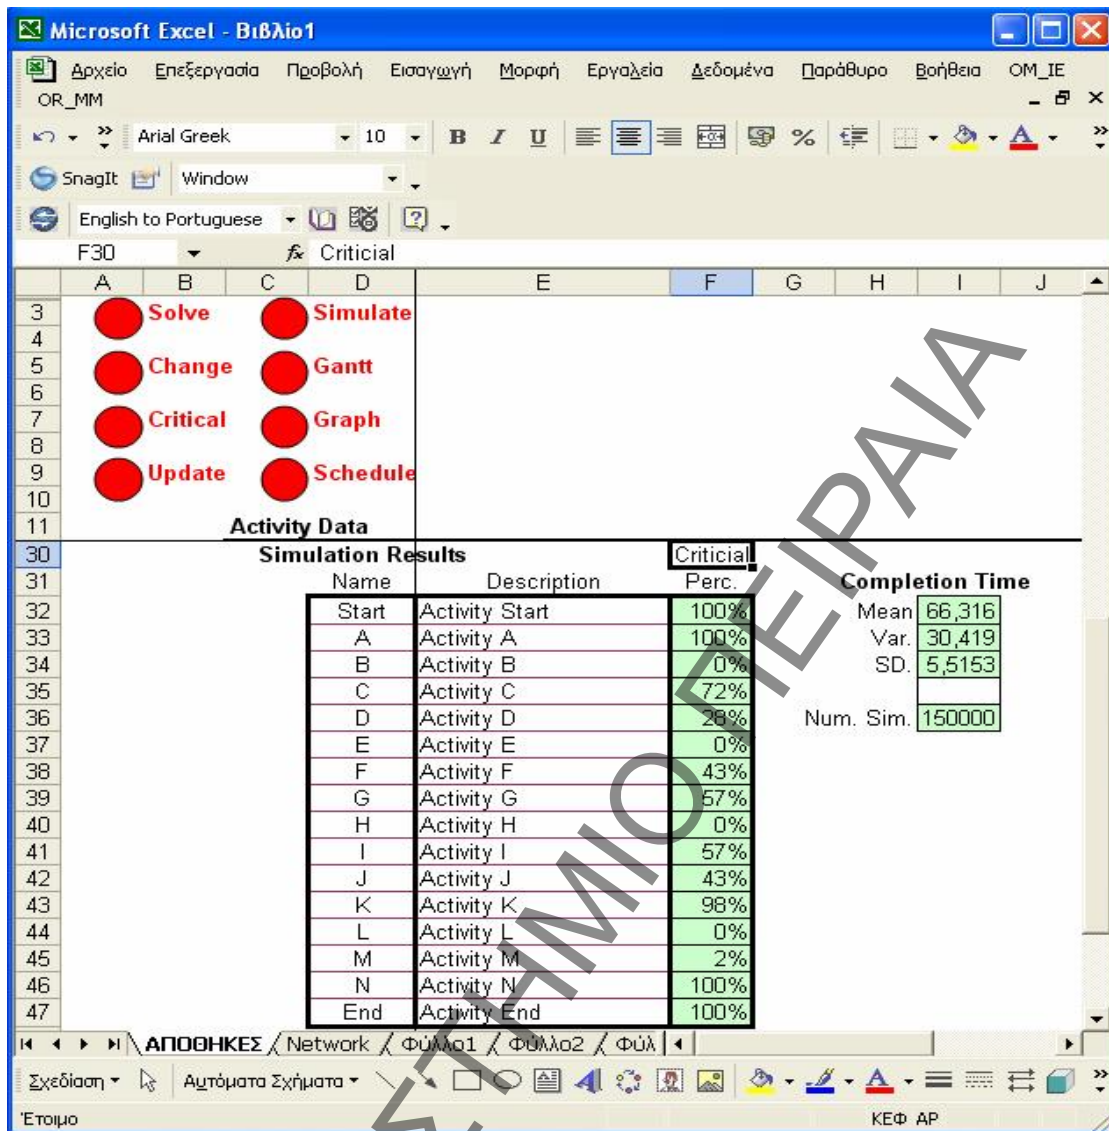 Microsoft Excel - Βιβλίο1
Αρχείο Επεξεργασία Προβολή Εισαγωγή Μορφή Εργαλεία Δεδομένα Παράθυρο Βοήθεια OM_IE
OR_MM
Arial Greek 10 B I U %
SnagIt Window
English to Portuguese
F30 fx Criticial
A B C D E F G H I J
3 Solve Simulate
4
5 Change Gantt
6
7 Critical Graph
8
9 Update Schedule
10
11 Activity Data
30 Simulation Results Criticial
31 Name Description Perc. Completion Time
32 Start Activity Start 100% Mean 66,316
33 A Activity A 100% Var. 30,419
34 B Activity B 0% SD. 5,5153
35 C Activity C 72%
36 D Activity D 28% Num. Sim. 150000
37 E Activity E 0%
38 F Activity F 43%
39 G Activity G 57%
40 H Activity H 0%
41 I Activity I 57%
42 J Activity J 43%
43 K Activity K 98%
44 L Activity L 0%
45 M Activity M 2%
46 N Activity N 100%
47 End Activity End 100%
ΑΠΟΘΗΚΕΣ Network Φύλλο1 Φύλλο2 Φύλ
Σχεδίαση Αυτόματα Σχήματα
Έτοιμο ΚΕΦ ΑΡ
ΣΤΗΜΙΟ ΠΕΙΡΑΙΑ